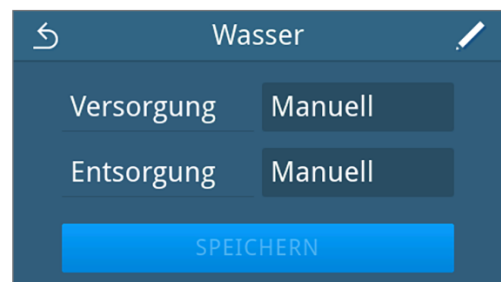 Wasser
Versorgung Manuell
Entsorgung Manuell
SPEICHERN